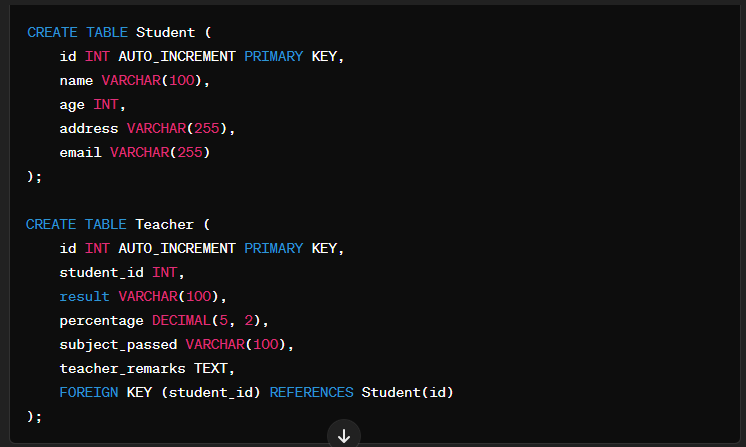 CREATE TABLE Student (
    id INT AUTO_INCREMENT PRIMARY KEY,
    name VARCHAR(100),
    age INT,
    address VARCHAR(255),
    email VARCHAR(255)
);

CREATE TABLE Teacher (
    id INT AUTO_INCREMENT PRIMARY KEY,
    student_id INT,
    result VARCHAR(100),
    percentage DECIMAL(5, 2),
    subject_passed VARCHAR(100),
    teacher_remarks TEXT,
    FOREIGN KEY (student_id) REFERENCES Student(id)
);